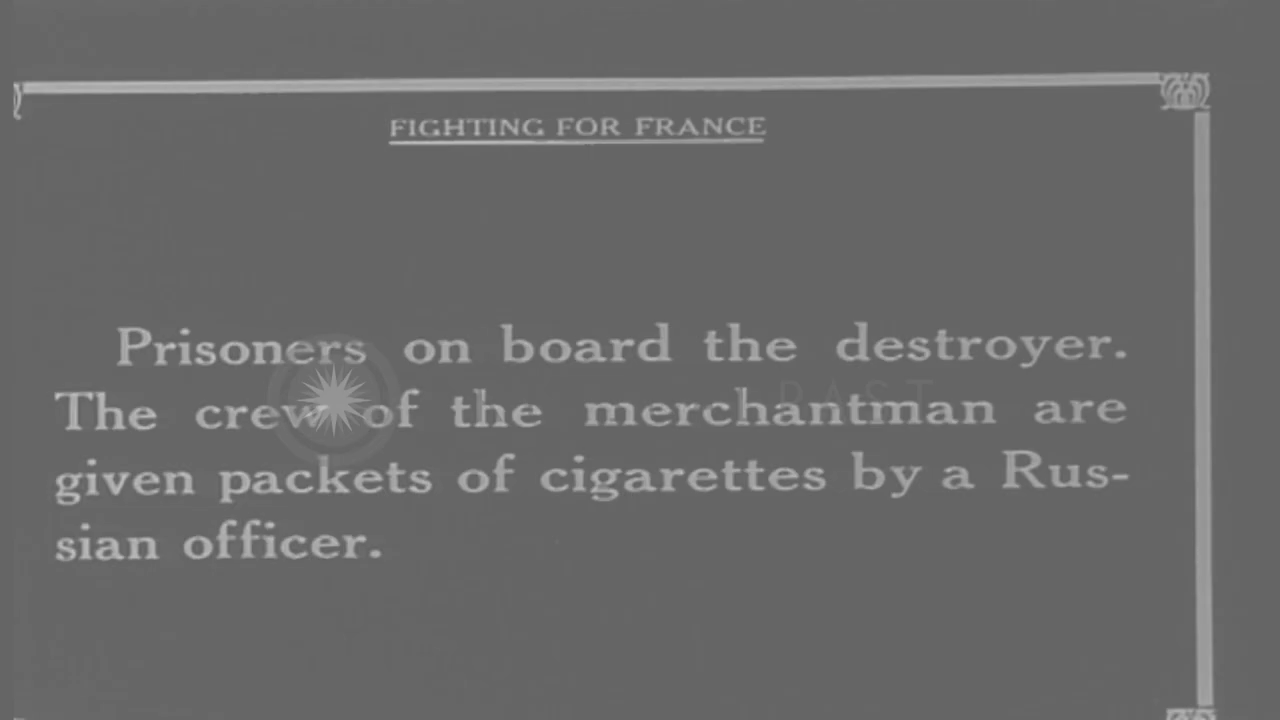 FIGHTING FOR FRANCE
Prisoners on board the destroyer.
The crew of the merchantman are
given packets of cigarettes by a Rus-
sian officer.
PAST